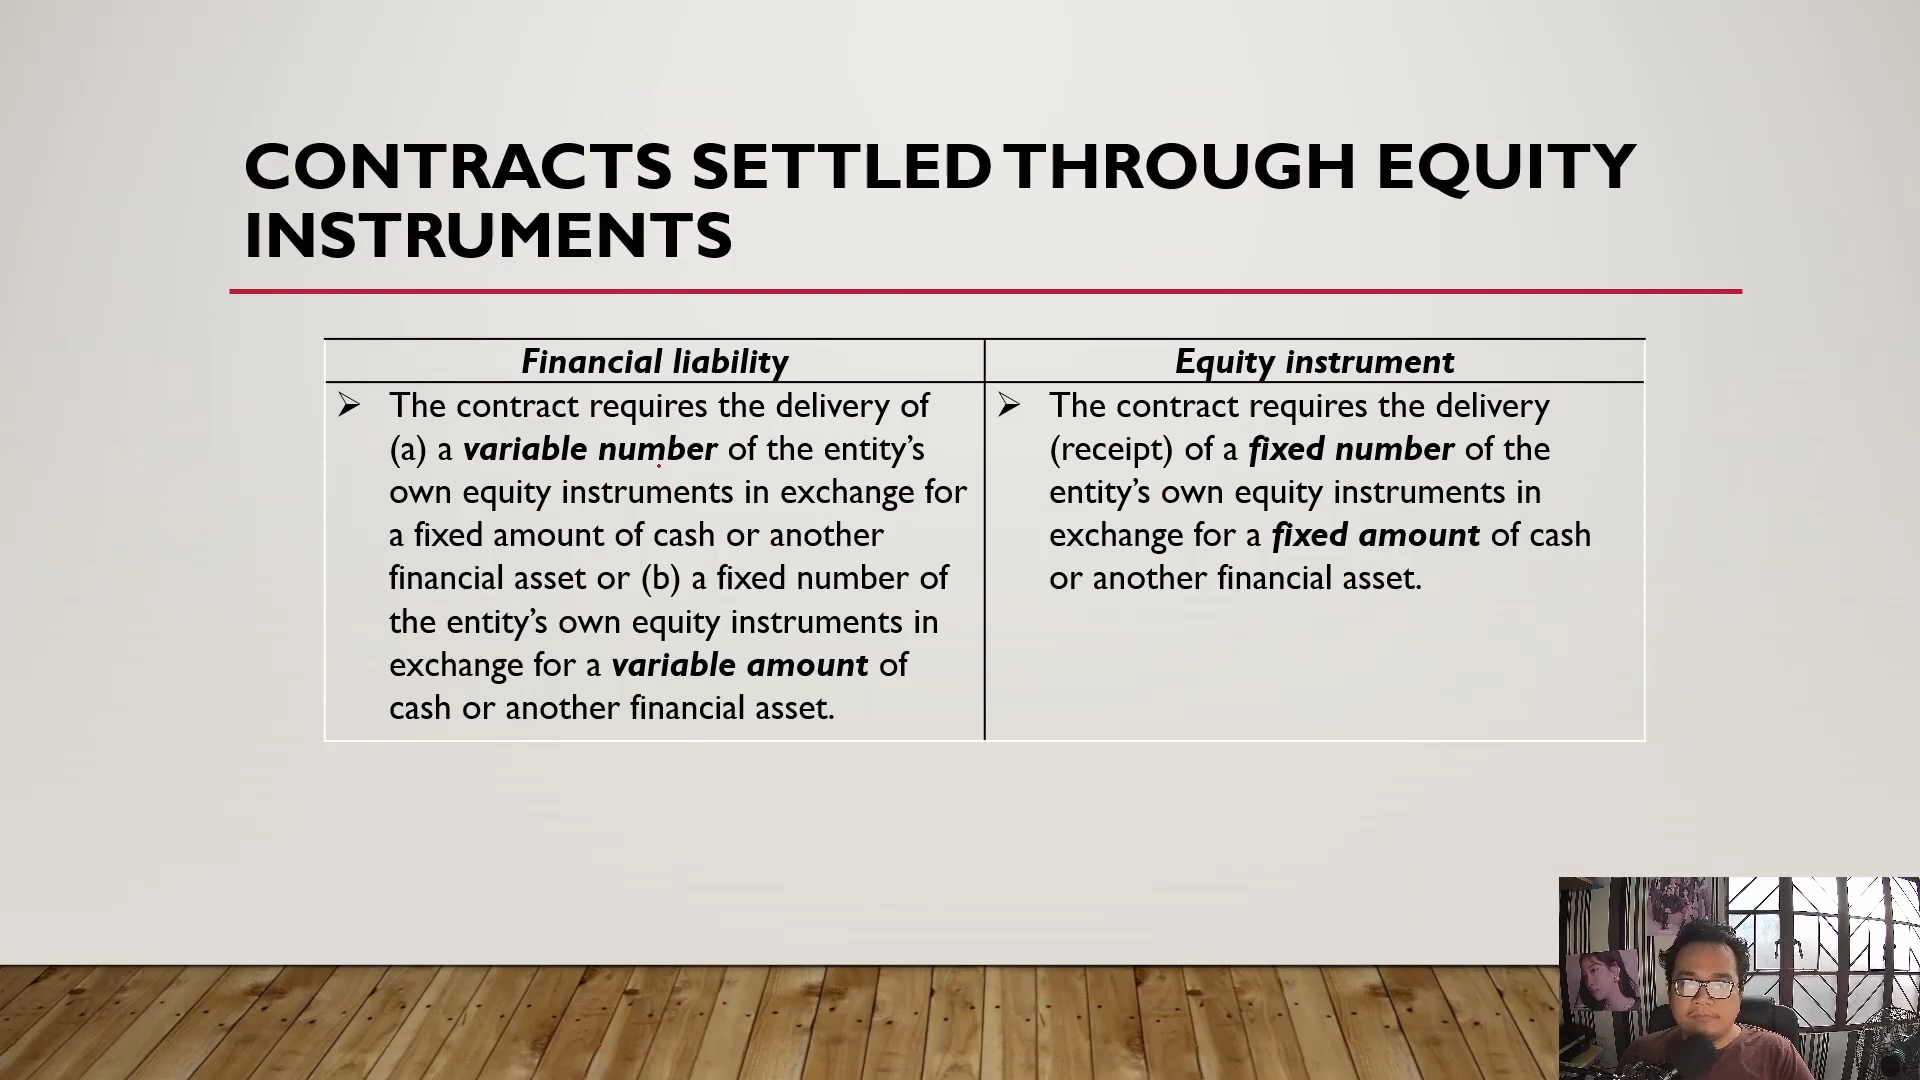 CONTRACTS SETTLED THROUGH EQUITY
INSTRUMENTS
Financial liability
➢ The contract requires the delivery of
(a) a variable number of the entity’s
own equity instruments in exchange for
a fixed amount of cash or another
financial asset or (b) a fixed number of
the entity’s own equity instruments in
exchange for a variable amount of
cash or another financial asset.
Equity instrument
➢ The contract requires the delivery
(receipt) of a fixed number of the
entity’s own equity instruments in
exchange for a fixed amount of cash
or another financial asset.